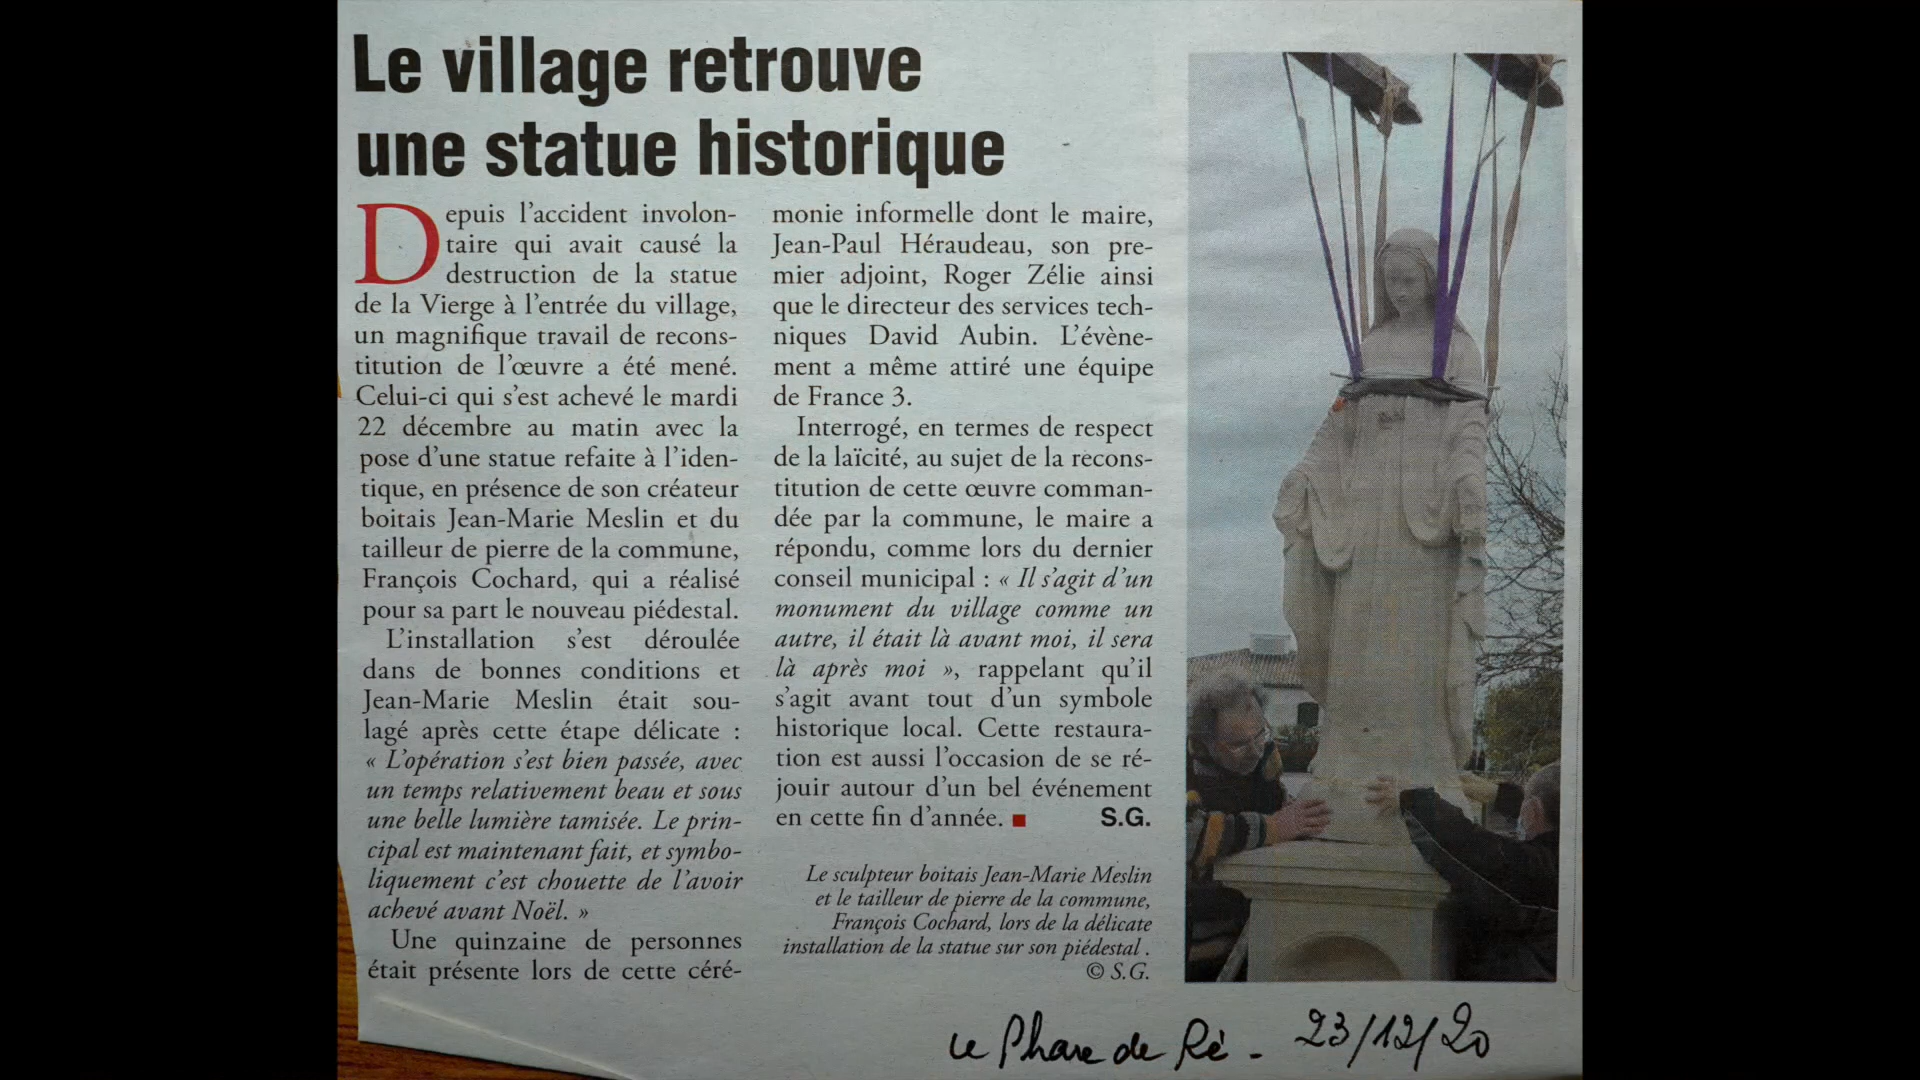 Le village retrouve
une statue historique
Depuis l'accident involon-
taire qui avait causé la
destruction de la statue
de la Vierge à l'entrée du village,
un magnifique travail de recons-
titution de l'œuvre a été mené.
Celui-ci qui s'est achevé le mardi
22 décembre au matin avec la
pose d'une statue refaite à l'iden-
tique, en présence de son créateur
boitais Jean-Marie Meslin et du
tailleur de pierre de la commune,
François Cochard, qui a réalisé
pour sa part le nouveau piédestal.
L'installation s'est déroulée
dans de bonnes conditions et
Jean-Marie Meslin était sou-
lagé après cette étape délicate :
« L'opération s'est bien passée, avec
un temps relativement beau et sous
une belle lumière tamisée. Le prin-
cipal est maintenant fait, et symbo-
liquement c'est chouette de l'avoir
achevé avant Noël. »
Une quinzaine de personnes
était présente lors de cette céré-
monie informelle dont le maire,
Jean-Paul Héraudeau, son pre-
mier adjoint, Roger Zélie ainsi
que le directeur des services tech-
niques David Aubin. L'évène-
ment a même attiré une équipe
de France 3.
Interrogé, en termes de respect
de la laïcité, au sujet de la recons-
titution de cette œuvre comman-
dée par la commune, le maire a
répondu, comme lors du dernier
conseil municipal : « Il s'agit d'un
monument du village comme un
autre, il était là avant moi, il sera
là après moi », rappelant qu'il
s'agit avant tout d'un symbole
historique local. Cette restaura-
tion est aussi l'occasion de se ré-
jouir autour d'un bel événement
en cette fin d'année. ■ S.G.
Le sculpteur boitais Jean-Marie Meslin
et le tailleur de pierre de la commune,
François Cochard, lors de la délicate
installation de la statue sur son piédestal .
© S.G.
Le Phare de Ré - 23/12/20